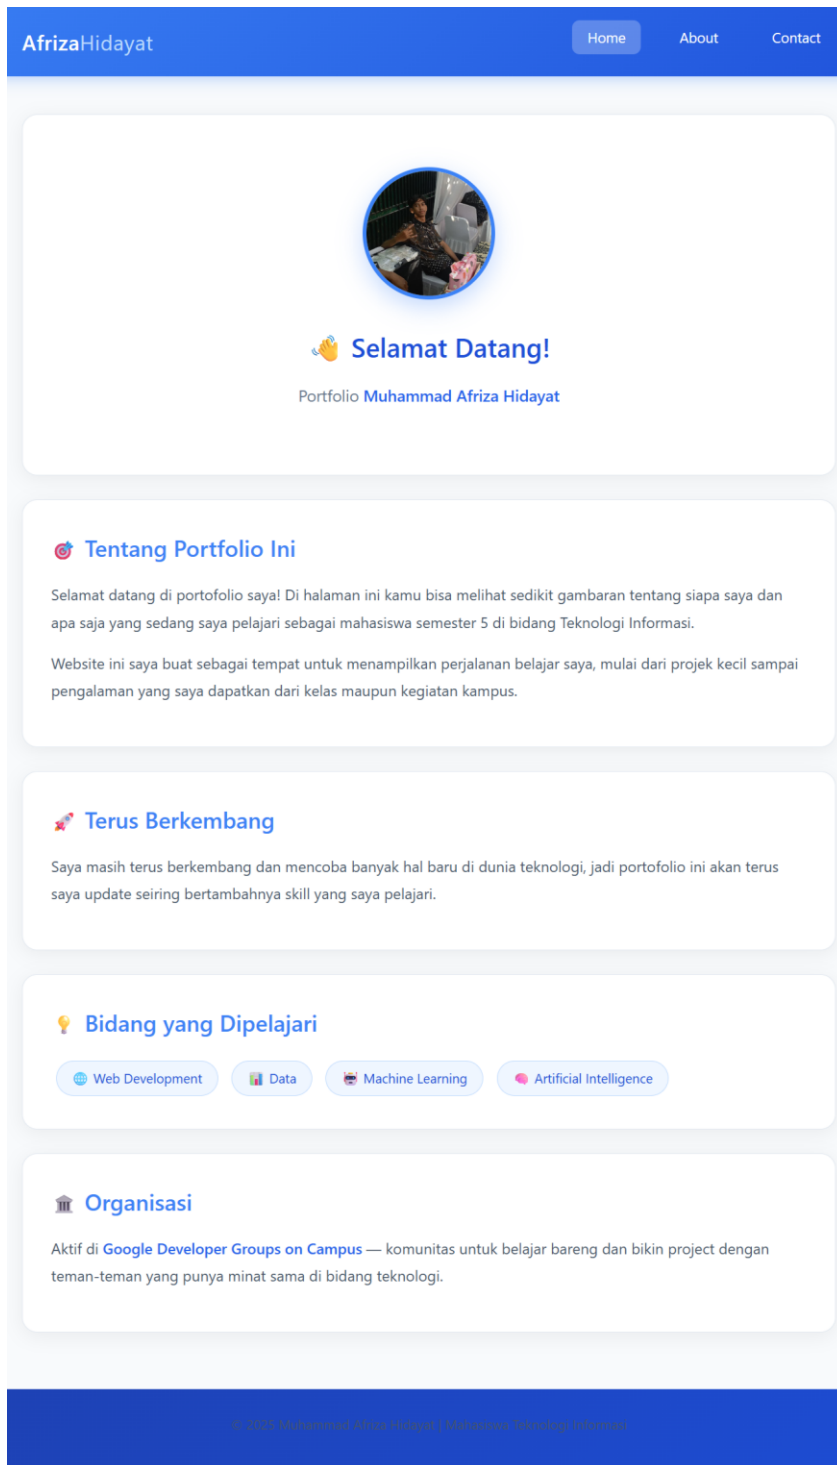 AfrizaHidayat
Home About Contact
👋 Selamat Datang!
Portfolio Muhammad Afriza Hidayat
🎯 Tentang Portfolio Ini
Selamat datang di portofolio saya! Di halaman ini kamu bisa melihat sedikit gambaran tentang siapa saya dan
apa saja yang sedang saya pelajari sebagai mahasiswa semester 5 di bidang Teknologi Informasi.
Website ini saya buat sebagai tempat untuk menampilkan perjalanan belajar saya, mulai dari projek kecil sampai
pengalaman yang saya dapatkan dari kelas maupun kegiatan kampus.
🚀 Terus Berkembang
Saya masih terus berkembang dan mencoba banyak hal baru di dunia teknologi, jadi portofolio ini akan terus
saya update seiring bertambahnya skill yang saya pelajari.
💡 Bidang yang Dipelajari
🌐 Web Development 📊 Data 🤖 Machine Learning 🧠 Artificial Intelligence
🏛️ Organisasi
Aktif di Google Developer Groups on Campus — komunitas untuk belajar bareng dan bikin project dengan
teman-teman yang punya minat sama di bidang teknologi.
© 2025 Muhammad Afriza Hidayat | Mahasiswa Teknologi Informasi